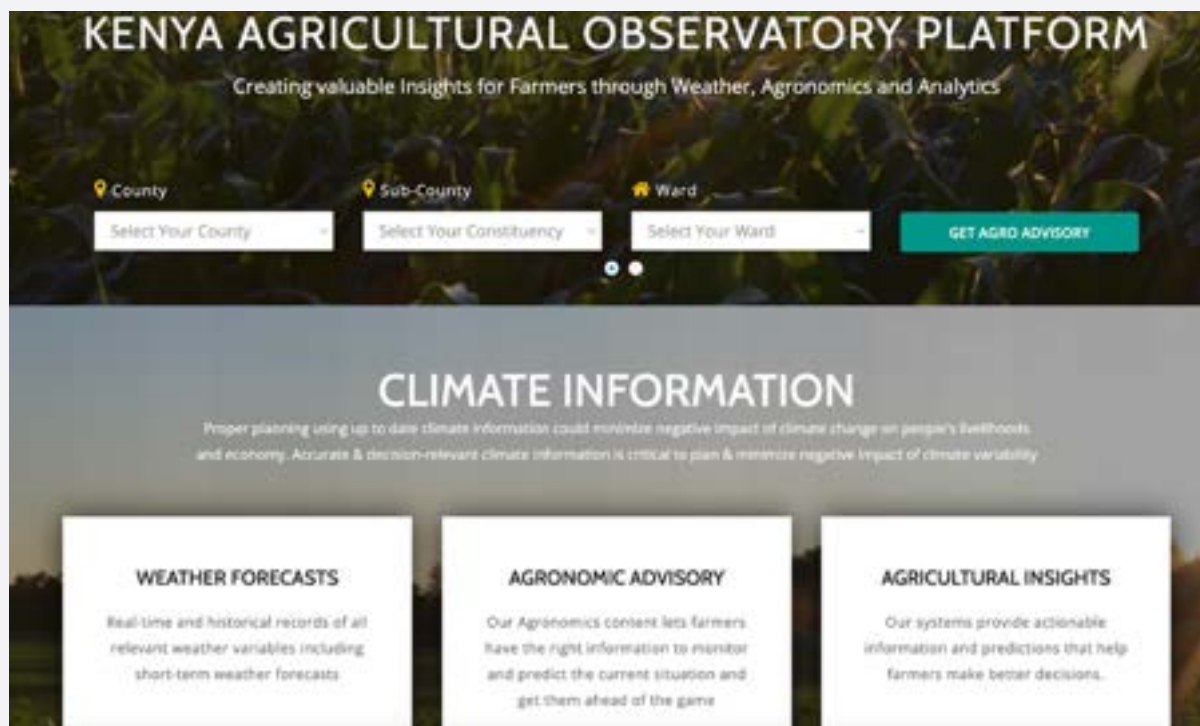 KENYA AGRICULTURAL OBSERVATORY PLATFORM
Creating valuable Insights for Farmers through Weather, Agronomics and Analytics
County
Sub-County
Ward
Select Your County
Select Your Constituency
Select Your Ward
GET AGRO ADVISORY
CLIMATE INFORMATION
Proper planning using up to date climate information could minimize negative impact of climate change on people's livelihoods
and economy. Accurate & decision-relevant climate information is critical to plan & minimize negative impact of climate variability
WEATHER FORECASTS
Real-time and historical records of all
relevant weather variables including
short-term weather forecasts
AGRONOMIC ADVISORY
Our Agronomics content lets farmers
have the right information to monitor
and predict the current situation and
get them ahead of the game
AGRICULTURAL INSIGHTS
Our systems provide actionable
information and predictions that help
farmers make better decisions.